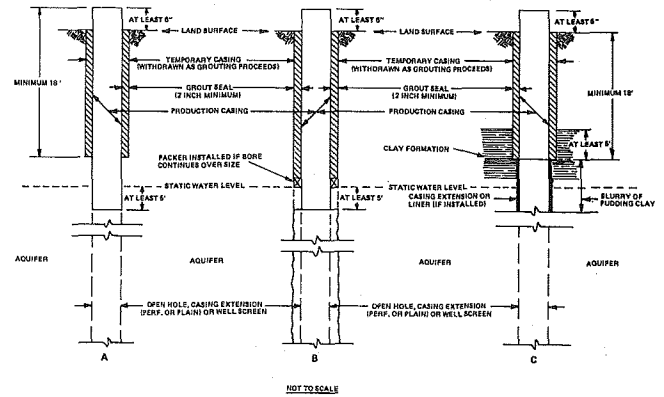 AT LEAST 6"
AT LEAST 6"
AT LEAST 6"
LAND SURFACE
LAND SURFACE
TEMPORARY CASING
(WITHDRAWN AS GROUTING PROCEEDS)
TEMPORARY CASING
(WITHDRAWN AS GROUTING PROCEEDS)
MINIMUM 18'
GROUT SEAL
(2 INCH MINIMUM)
GROUT SEAL
(2 INCH MINIMUM)
MINIMUM 18'
PRODUCTION CASING
PRODUCTION CASING
CLAY FORMATION
AT LEAST 5'
PACKER INSTALLED IF BORE
CONTINUES OVER SIZE
STATIC WATER LEVEL
STATIC WATER LEVEL
AT LEAST 5'
AT LEAST 5'
CASING EXTENSION OR
LINER (IF INSTALLED)
SLURRY OF
PUDDING CLAY
AQUIFER
AQUIFER
AQUIFER
OPEN HOLE, CASING EXTENSION
(PERF. OR PLAIN) OR WELL SCREEN
OPEN HOLE, CASING EXTENSION
(PERF. OR PLAIN) OR WELL SCREEN
A
B
C
NOT TO SCALE